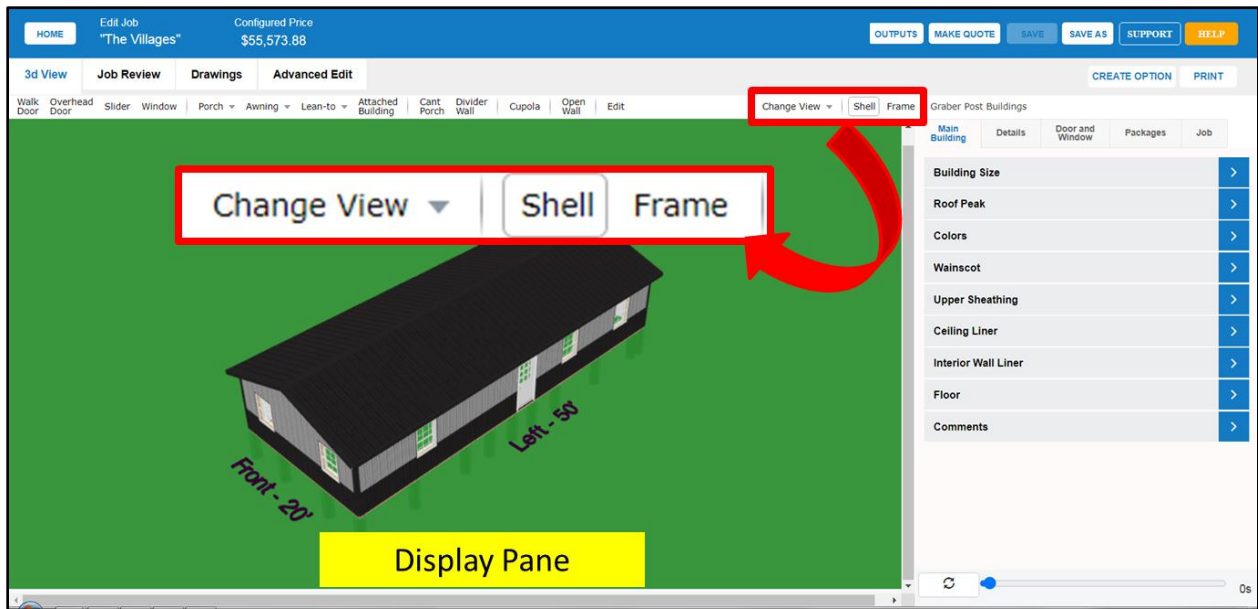 HOME
Edit Job
"The Villages"
Configured Price
$55,573.88
OUTPUTS
MAKE QUOTE
SAVE
SAVE AS
SUPPORT
HELP
3d View
Job Review
Drawings
Advanced Edit
CREATE OPTION
PRINT
Walk Door
Overhead Door
Slider
Window
Porch
Awning
Lean-to
Attached Building
Cant Porch
Divider Wall
Cupola
Open Wall
Edit
Change View
Shell
Frame
Graber Post Buildings
Main Building
Details
Door and Window
Packages
Job
Change View
Shell
Frame
Building Size
Roof Peak
Colors
Wainscot
Upper Sheathing
Ceiling Liner
Interior Wall Liner
Floor
Comments
Left - 50'
Front - 20'
Display Pane
0s